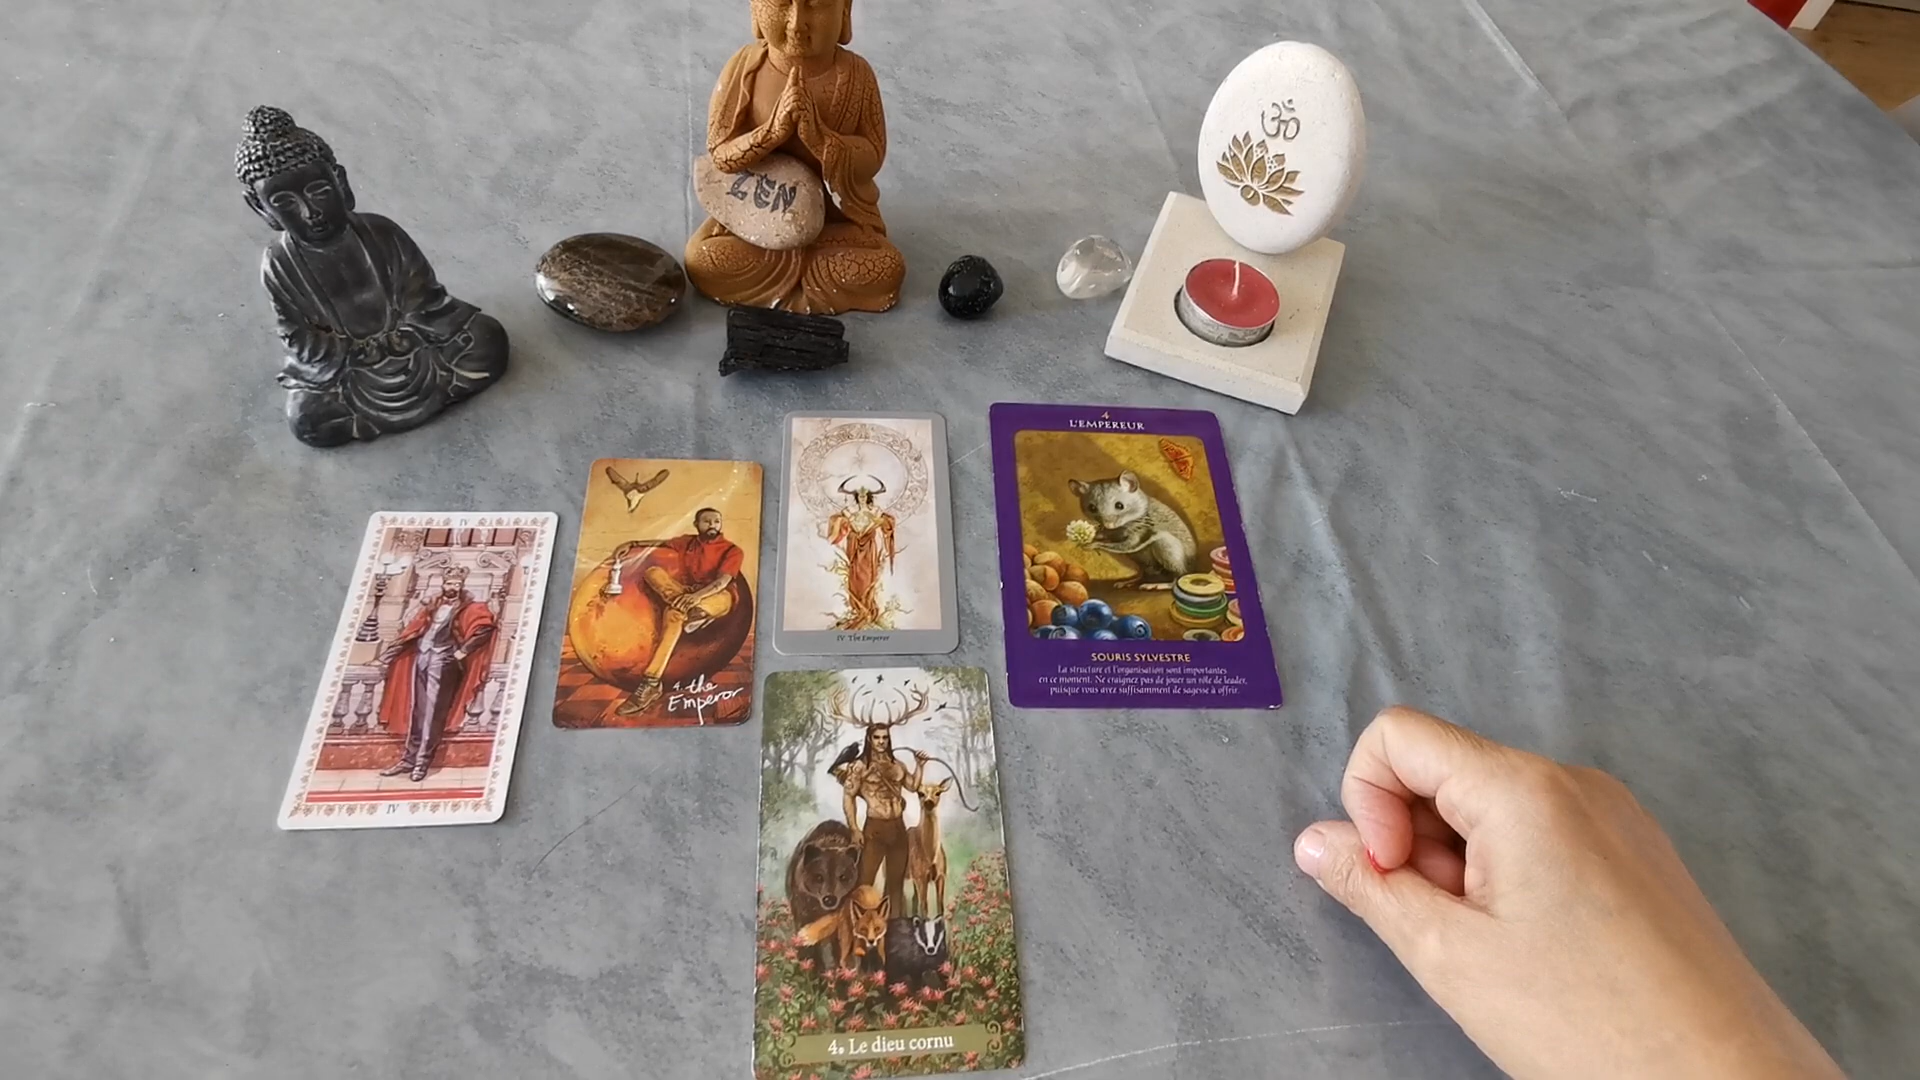 ZEN
ॐ
4
L'EMPEREUR
IV
4. the
Emperor
IV. The Emperor
SOURIS SYLVESTRE
La structure et l'organisation sont importantes
en ce moment. Ne craignez pas de jouer un rôle de leader,
puisque vous avez suffisamment de sagesse à offrir.
IV
4. Le dieu cornu